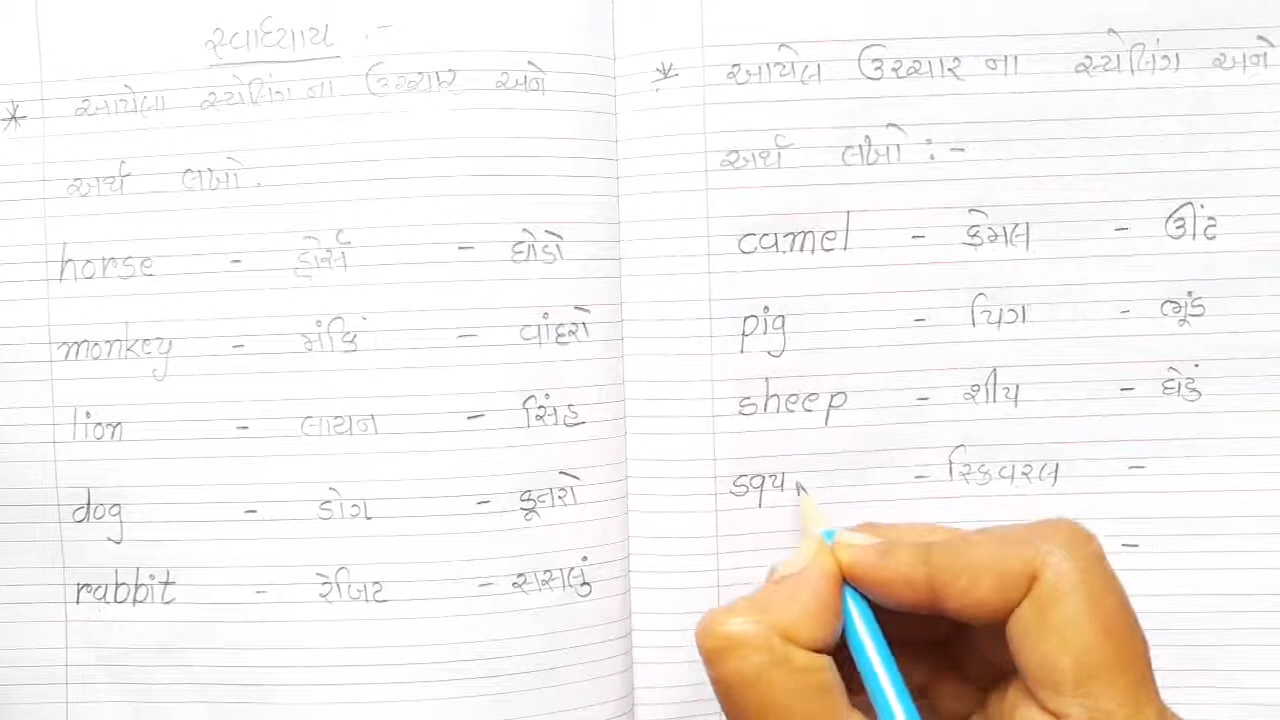 સ્વાધ્યાય :-
* આપેલા સ્પેલિંગ ના ઉચ્ચાર અને
અર્થ લખો.
horse - હોર્સ - ઘોડો
monkey - મંકિ - વાંદરો
lion - લાયન - સિંહ
dog - ડોગ - કૂતરો
rabbit - રેબિટ - સસલું
* આપેલ ઉચ્ચાર ના સ્પેલિંગ અને
અર્થ લખો :-
camel - કેમલ - ઊંટ
pig - પિગ - ભૂંડ
sheep - શીપ - ઘેટું
squ - સ્કિવરલ -
-